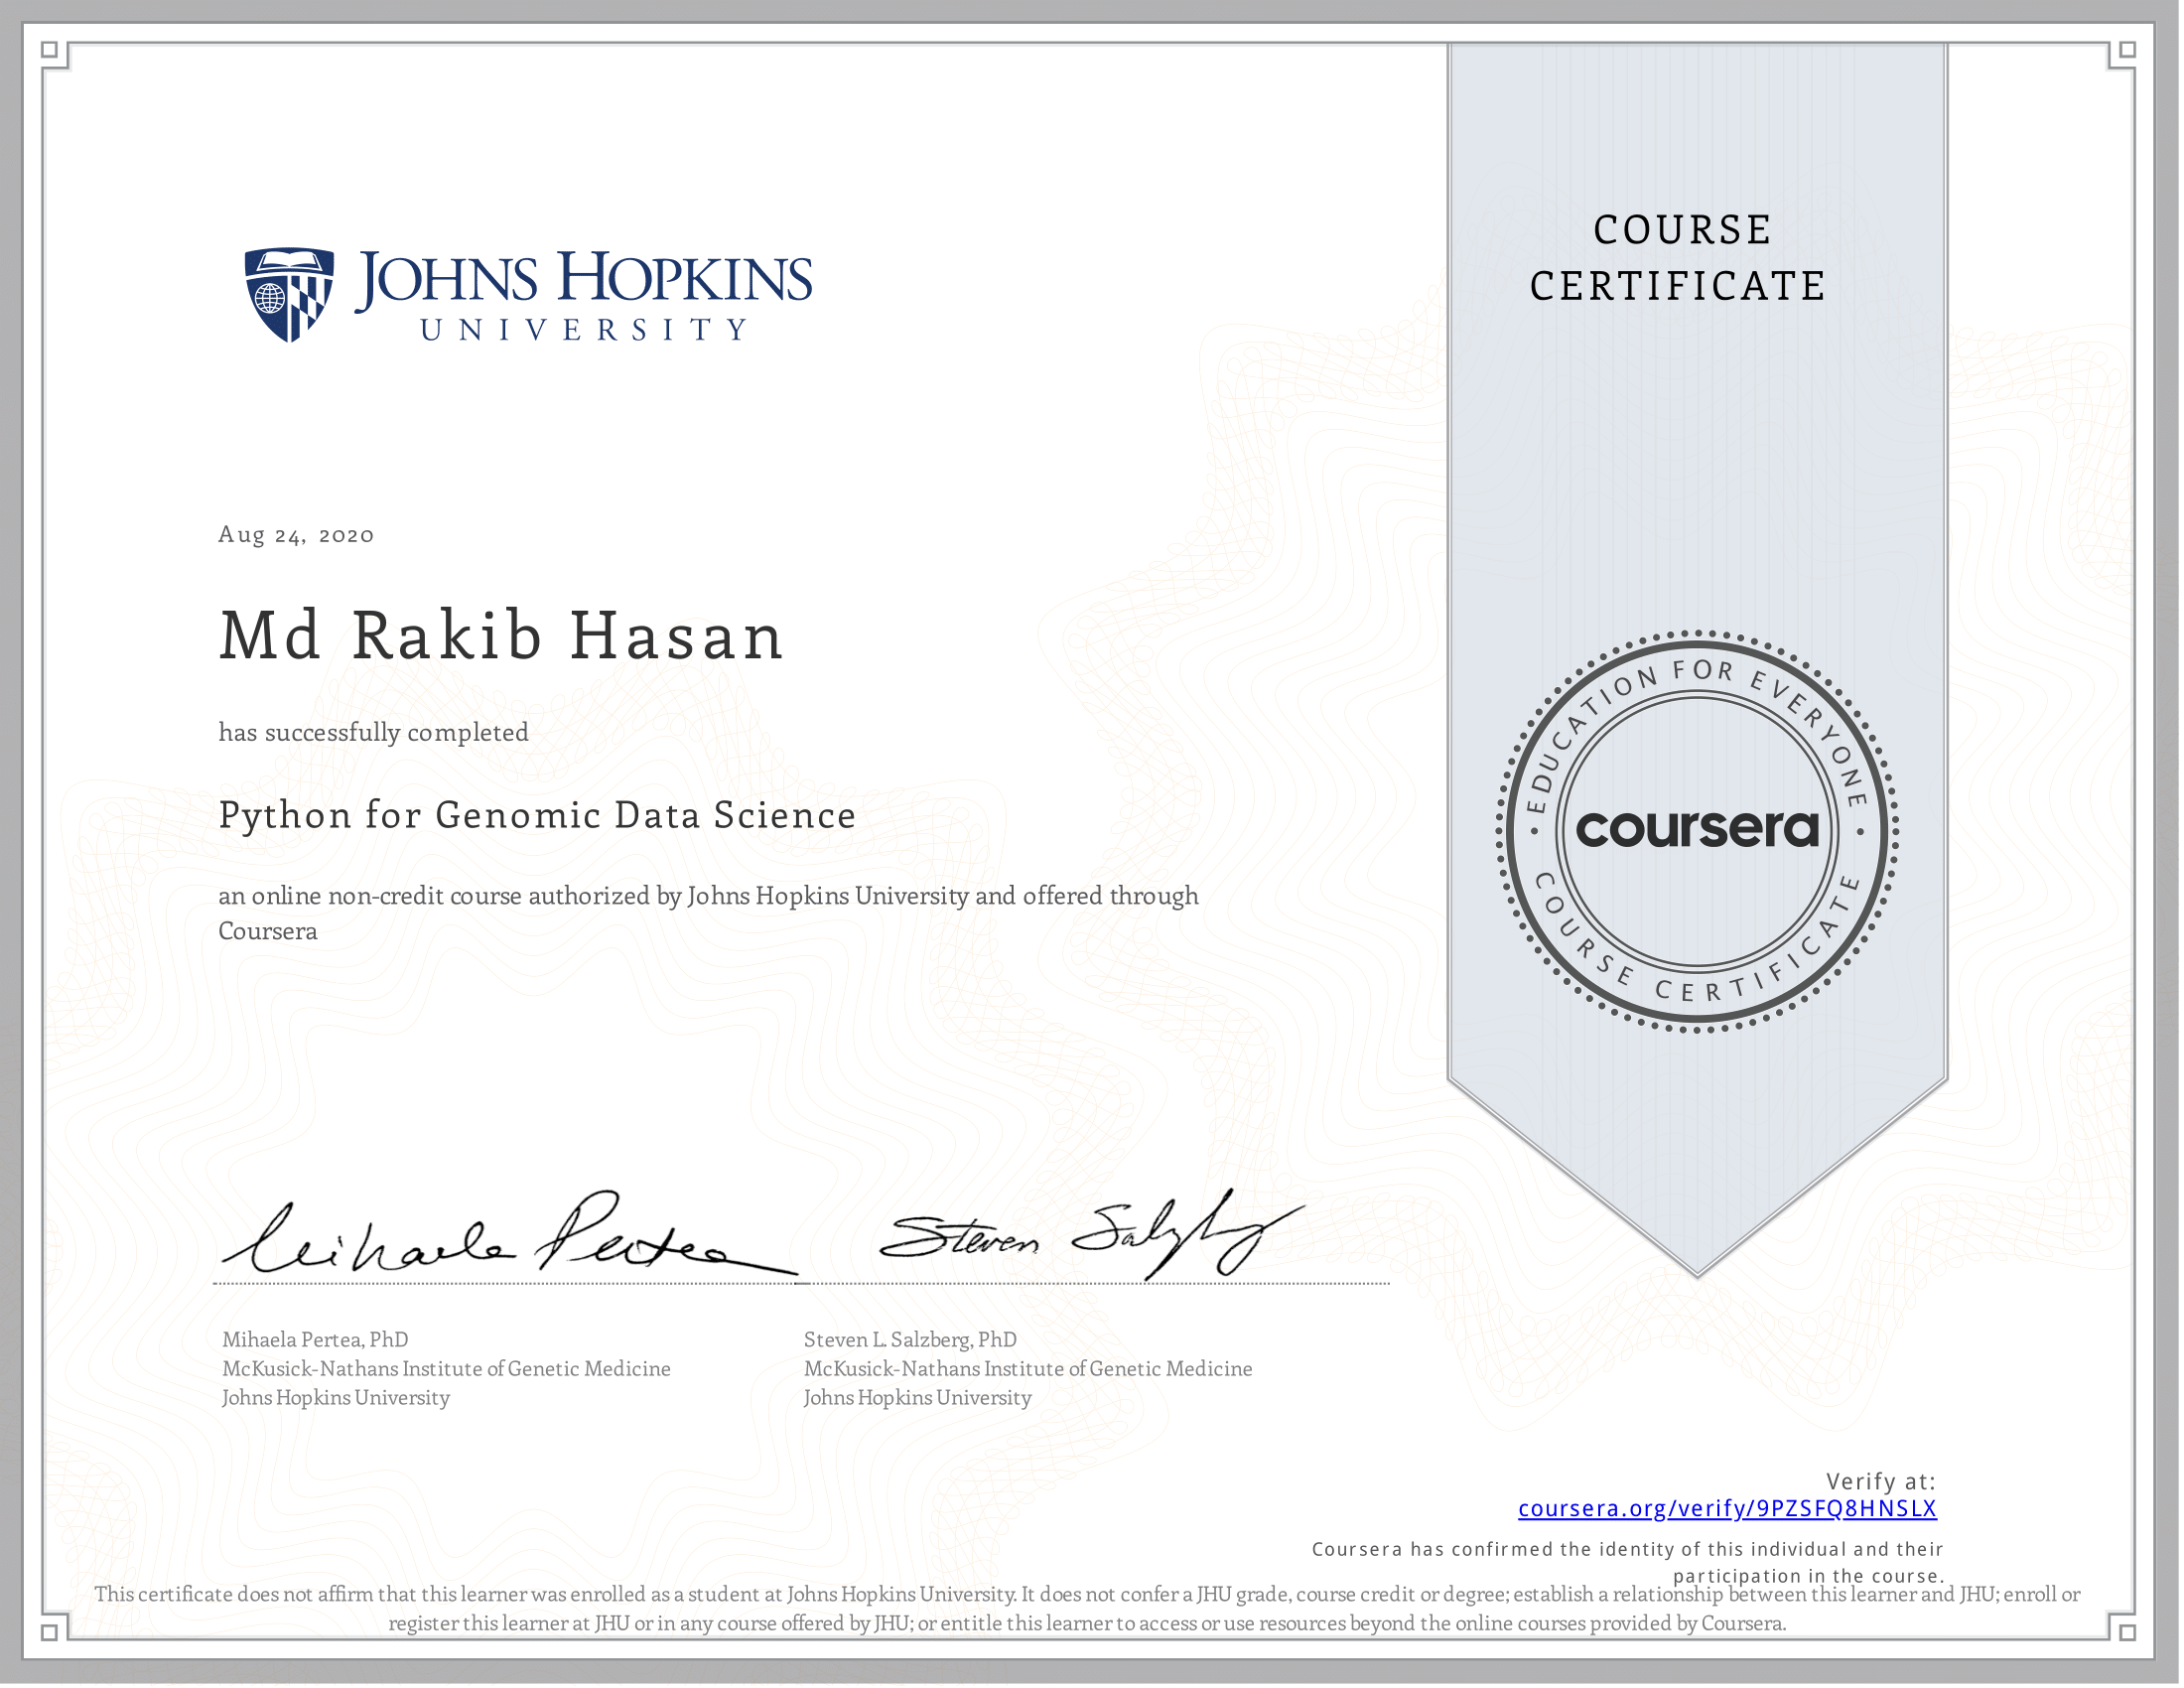 JOHNS HOPKINS
UNIVERSITY
COURSE
CERTIFICATE
Aug 24, 2020
Md Rakib Hasan
has successfully completed
Python for Genomic Data Science
an online non-credit course authorized by Johns Hopkins University and offered through
Coursera
EDUCATION FOR EVERYONE
coursera
COURSE CERTIFICATE
Mihaela Pertea
Steven Salzberg
Mihaela Pertea, PhD
McKusick-Nathans Institute of Genetic Medicine
Johns Hopkins University
Steven L. Salzberg, PhD
McKusick-Nathans Institute of Genetic Medicine
Johns Hopkins University
Verify at:
coursera.org/verify/9PZSFQ8HNSLX
Coursera has confirmed the identity of this individual and their
participation in the course.
This certificate does not affirm that this learner was enrolled as a student at Johns Hopkins University. It does not confer a JHU grade, course credit or degree; establish a relationship between this learner and JHU; enroll or
register this learner at JHU or in any course offered by JHU; or entitle this learner to access or use resources beyond the online courses provided by Coursera.